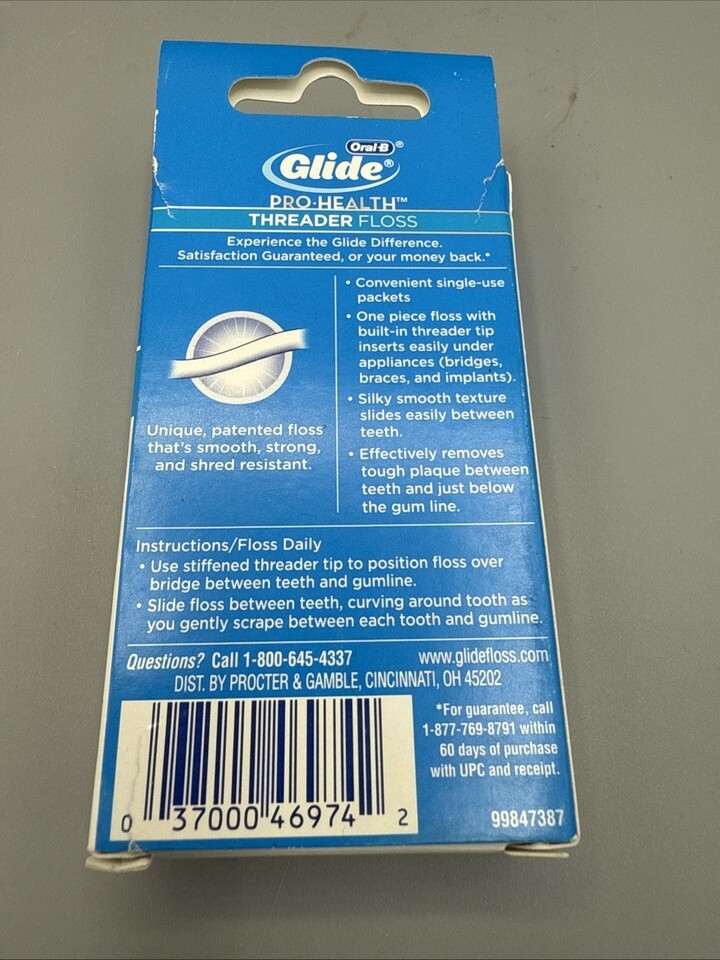 Oral-B®
Glide®
PRO-HEALTH™
THREADER FLOSS
Experience the Glide Difference.
Satisfaction Guaranteed, or your money back.*
Unique, patented floss
that's smooth, strong,
and shred resistant.
• Convenient single-use
packets
• One piece floss with
built-in threader tip
inserts easily under
appliances (bridges,
braces, and implants).
• Silky smooth texture
slides easily between
teeth.
• Effectively removes
tough plaque between
teeth and just below
the gum line.
Instructions/Floss Daily
• Use stiffened threader tip to position floss over
bridge between teeth and gumline.
• Slide floss between teeth, curving around tooth as
you gently scrape between each tooth and gumline.
Questions? Call 1-800-645-4337 www.glidefloss.com
DIST. BY PROCTER & GAMBLE, CINCINNATI, OH 45202
*For guarantee, call
1-877-769-8791 within
60 days of purchase
with UPC and receipt.
0 37000 46974 2
99847387